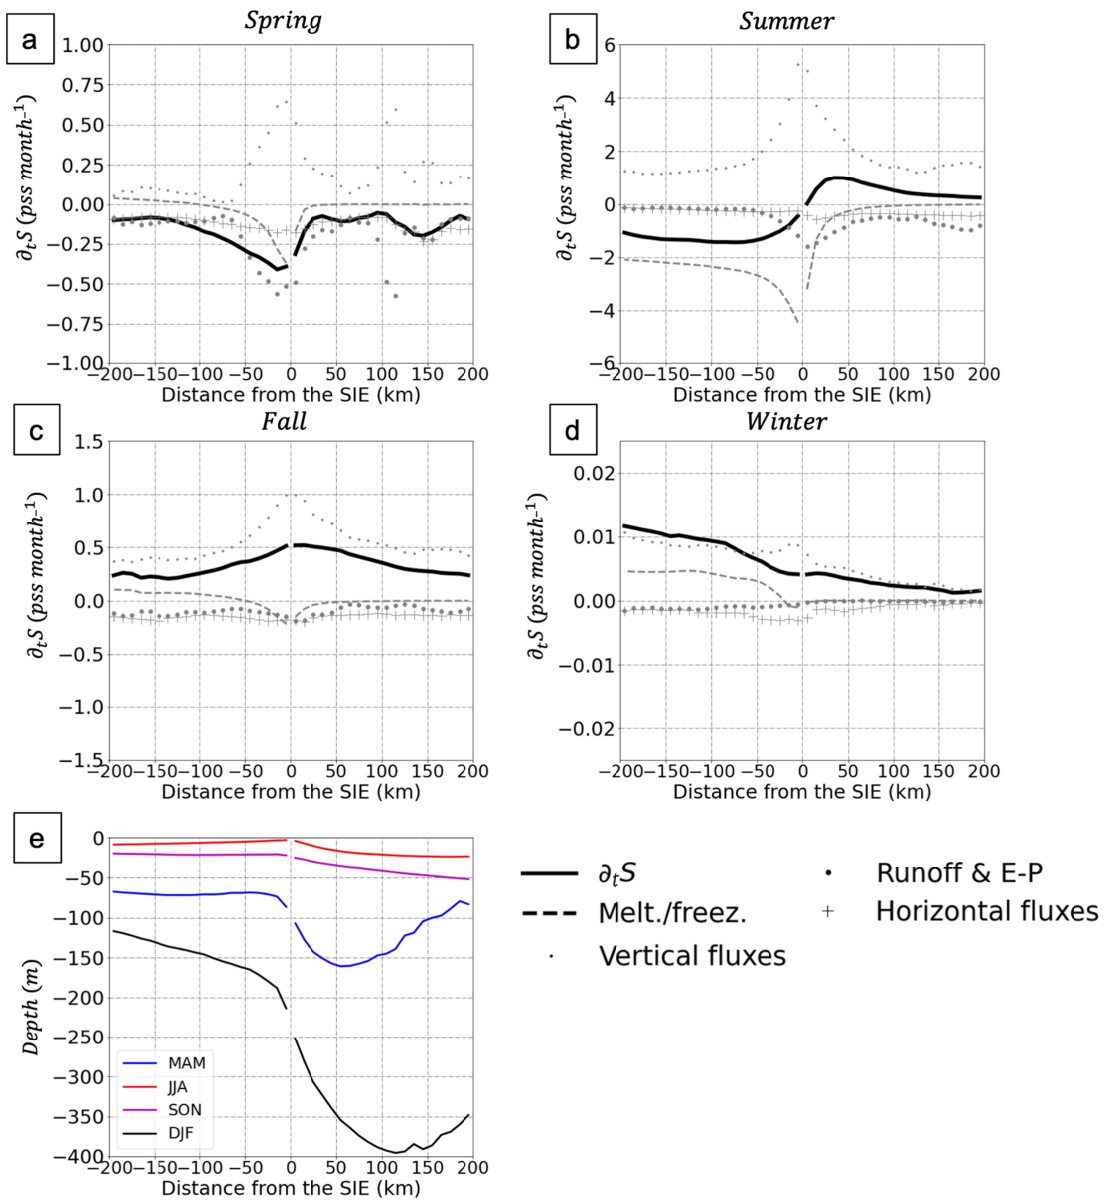 a
Spring
1.00
0.75
0.50
0.25
0.00
−0.25
−0.50
−0.75
−1.00
∂ₜS (pss month⁻¹)
−200 −150 −100 −50 0 50 100 150 200
Distance from the SIE (km)
b
Summer
6
4
2
0
−2
−4
−6
∂ₜS (pss month⁻¹)
−200 −150 −100 −50 0 50 100 150 200
Distance from the SIE (km)
c
Fall
1.5
1.0
0.5
0.0
−0.5
−1.0
−1.5
∂ₜS (pss month⁻¹)
−200 −150 −100 −50 0 50 100 150 200
Distance from the SIE (km)
d
Winter
0.02
0.01
0.00
−0.01
−0.02
∂ₜS (pss month⁻¹)
−200 −150 −100 −50 0 50 100 150 200
Distance from the SIE (km)
e
0
−50
−100
−150
−200
−250
−300
−350
−400
Depth (m)
MAM
JJA
SON
DJF
−200 −150 −100 −50 0 50 100 150 200
Distance from the SIE (km)
∂ₜS
Melt./freez.
Vertical fluxes
Runoff & E-P
Horizontal fluxes